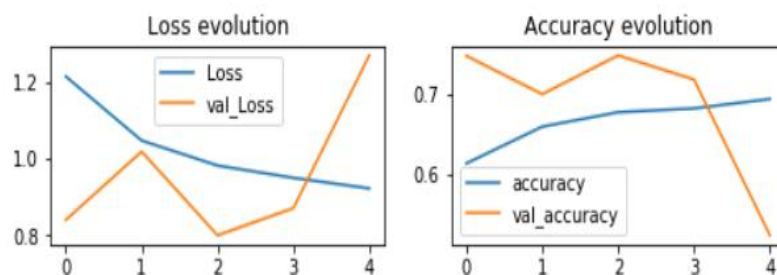 Loss evolution
1.2
1.0
0.8
Loss
val_Loss
0 1 2 3 4
Accuracy evolution
0.7
0.6
accuracy
val_accuracy
0 1 2 3 4